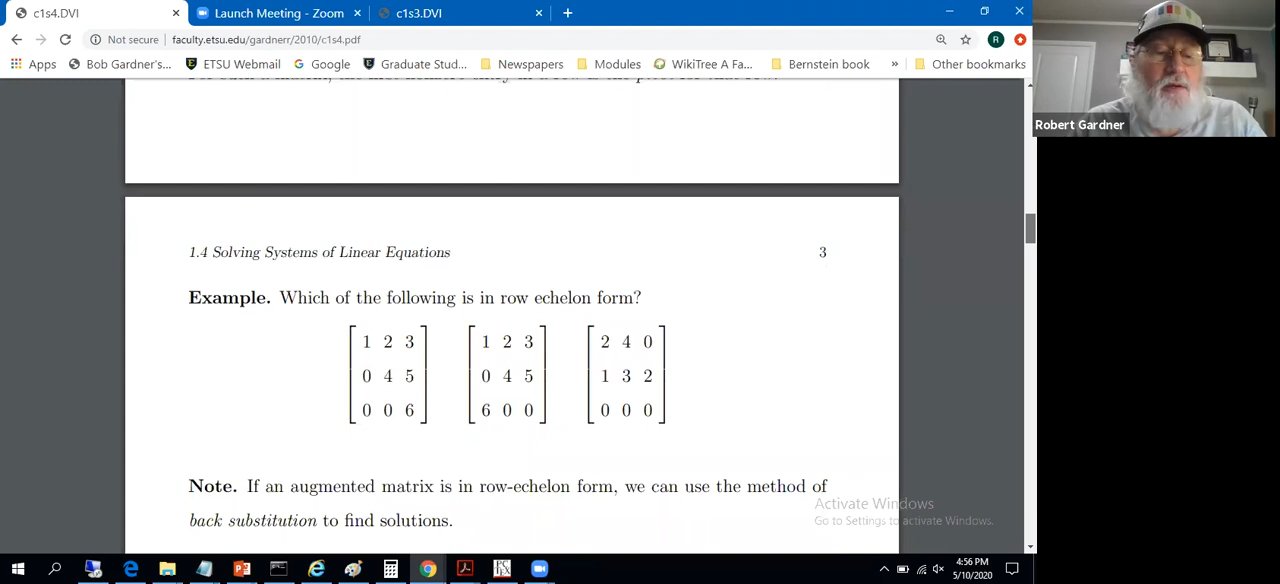 c1s4.DVI
Launch Meeting - Zoom
c1s3.DVI
Not secure | faculty.etsu.edu/gardnerr/2010/c1s4.pdf
Apps
Bob Gardner's...
ETSU Webmail
Google
Graduate Stud...
Newspapers
Modules
WikiTree A Fa...
Bernstein book
»
Other bookmarks
Robert Gardner
1.4 Solving Systems of Linear Equations 3
Example. Which of the following is in row echelon form?
1 2 3 1 2 3 2 4 0
0 4 5 0 4 5 1 3 2
0 0 6 6 0 0 0 0 0
Note. If an augmented matrix is in row-echelon form, we can use the method of
back substitution to find solutions.
Activate Windows
Go to Settings to activate Windows.
4:56 PM
5/10/2020